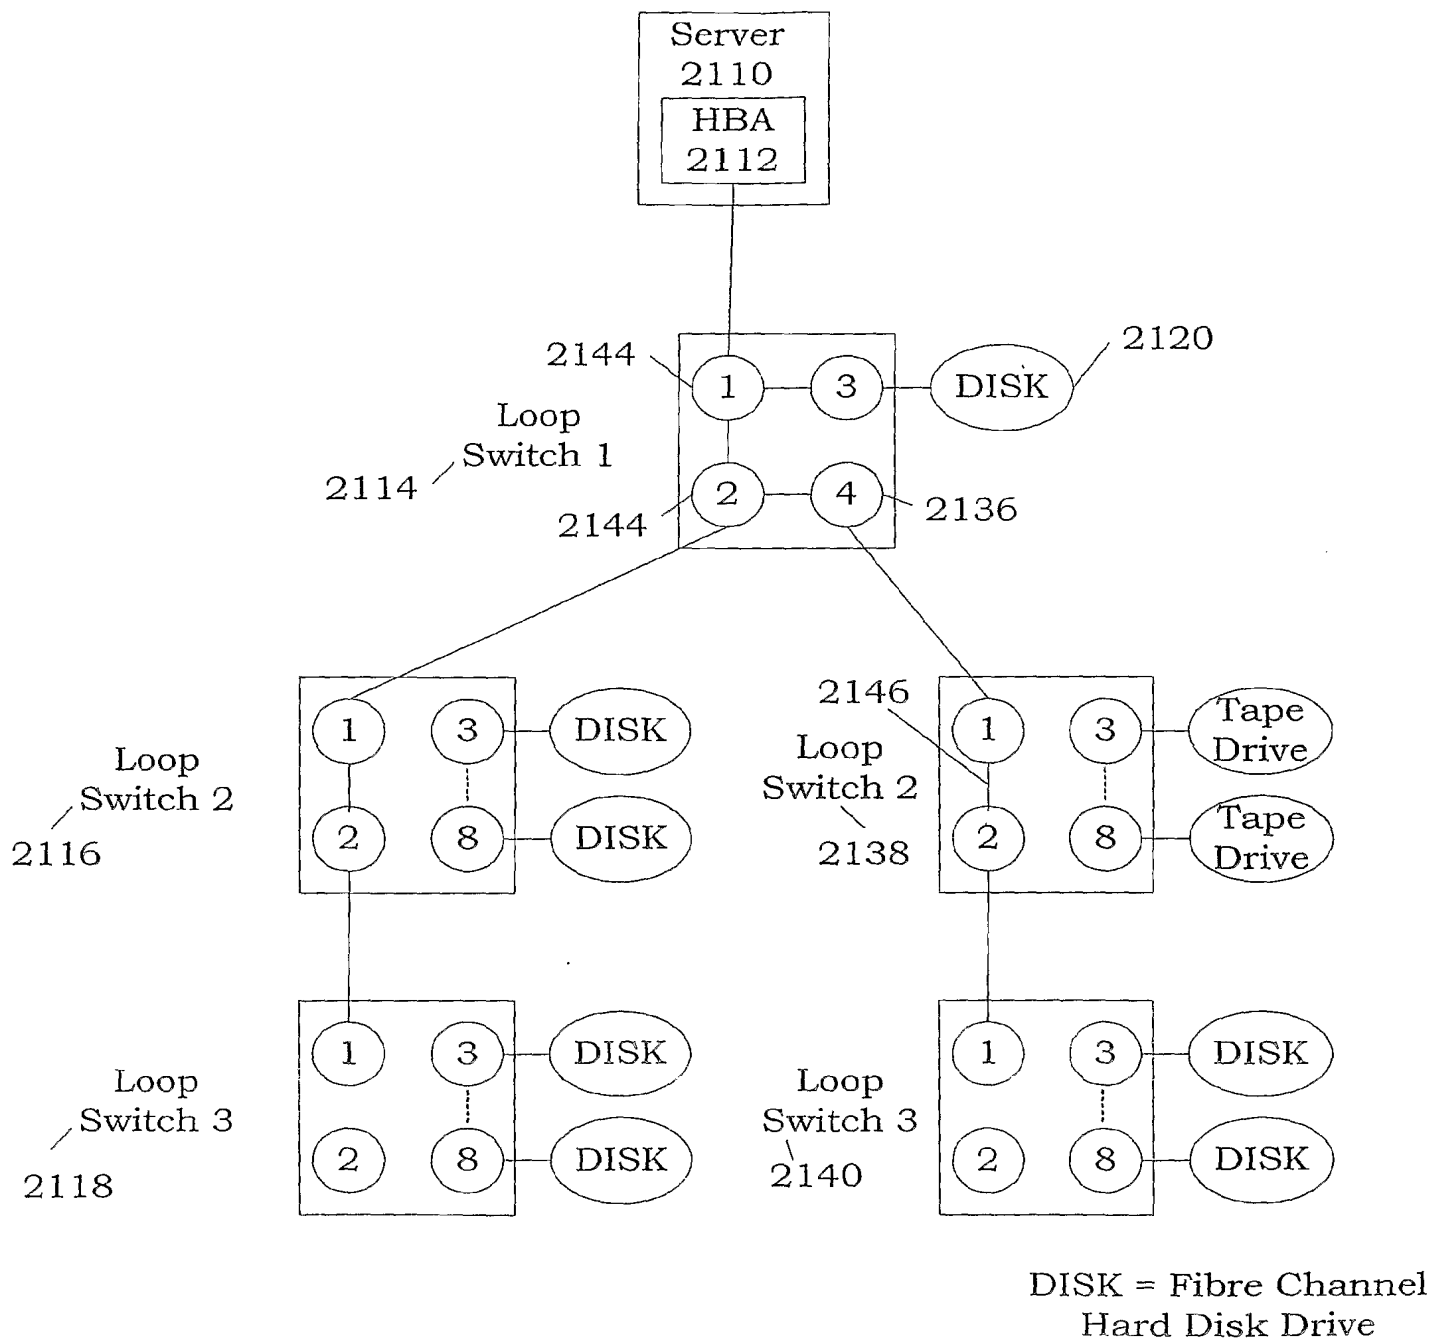 Server
2110
HBA
2112
2144
1
3
DISK
2120
Loop
Switch 1
2114
2
4
2144
2136
1
3
DISK
Loop
Switch 2
2116
2
8
DISK
2146
Loop
Switch 2
2138
1
3
Tape
Drive
2
8
Tape
Drive
1
3
DISK
Loop
Switch 3
2118
2
8
DISK
Loop
Switch 3
2140
1
3
DISK
2
8
DISK
DISK = Fibre Channel
Hard Disk Drive